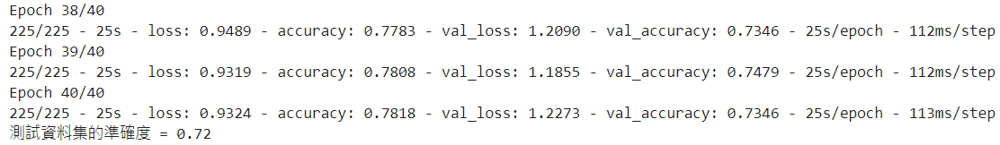 Epoch 38/40
225/225 - 25s - loss: 0.9489 - accuracy: 0.7783 - val_loss: 1.2090 - val_accuracy: 0.7346 - 25s/epoch - 112ms/step
Epoch 39/40
225/225 - 25s - loss: 0.9319 - accuracy: 0.7808 - val_loss: 1.1855 - val_accuracy: 0.7479 - 25s/epoch - 112ms/step
Epoch 40/40
225/225 - 25s - loss: 0.9324 - accuracy: 0.7818 - val_loss: 1.2273 - val_accuracy: 0.7346 - 25s/epoch - 113ms/step
測試資料集的準確度 = 0.72